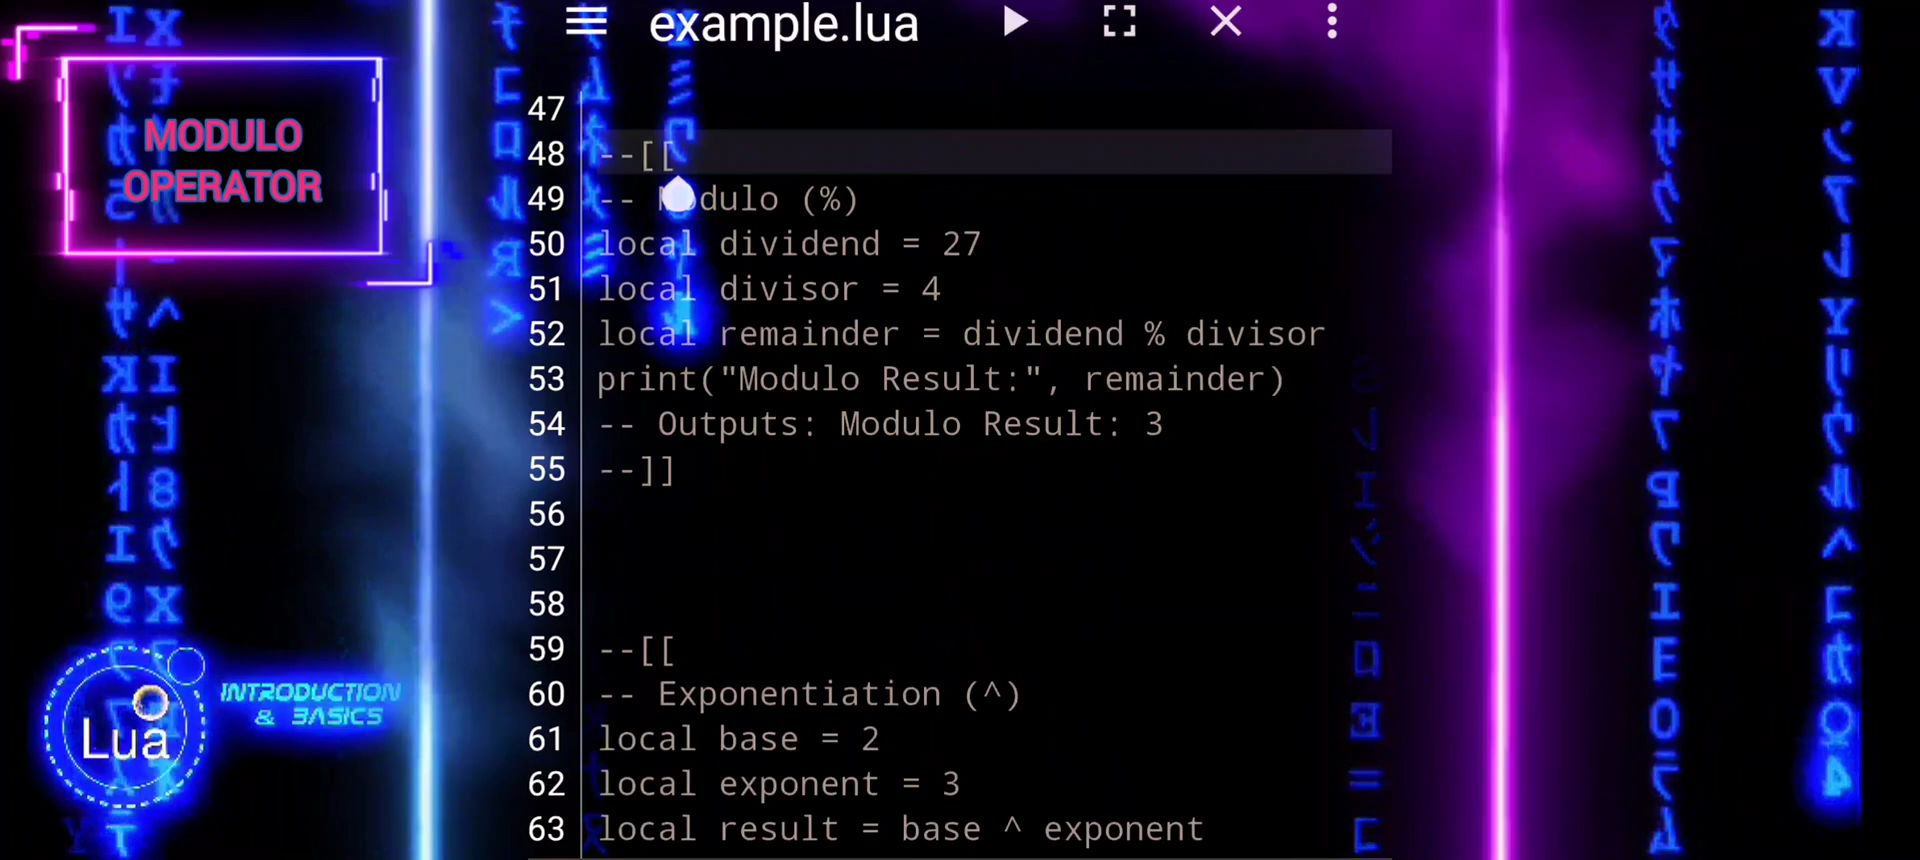 example.lua
MODULO
OPERATOR
47
48 --[[
49 -- Modulo (%)
50 local dividend = 27
51 local divisor = 4
52 local remainder = dividend % divisor
53 print("Modulo Result:", remainder)
54 -- Outputs: Modulo Result: 3
55 --]]
56
57
58
59 --[[
60 -- Exponentiation (^)
61 local base = 2
62 local exponent = 3
63 local result = base ^ exponent
Lua
INTRODUCTION
& BASICS